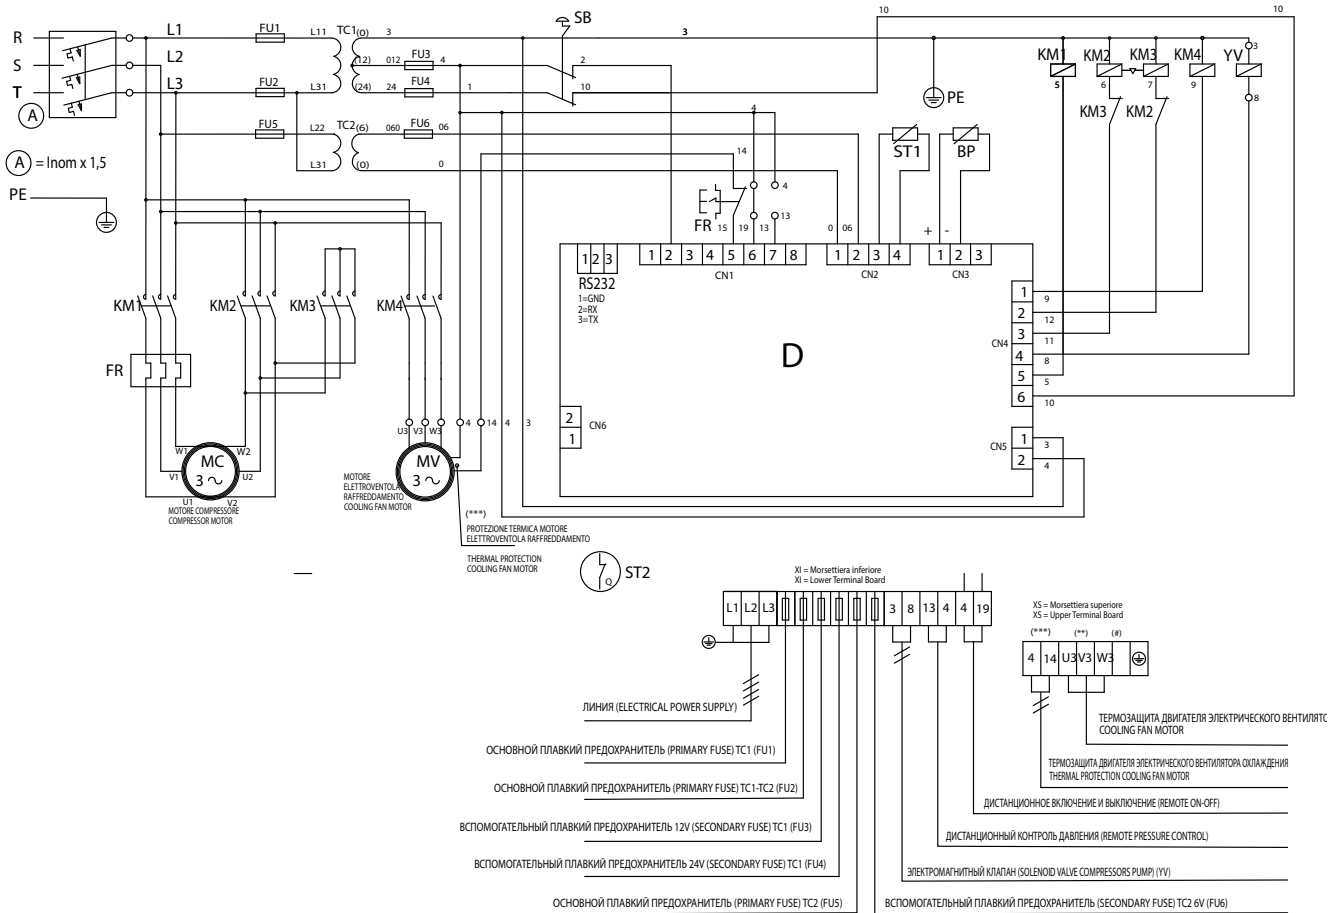 10 10
SB
R L1 FU1 L11 TC1 (0) 3 3
S L2 (12) 012 FU3 4 2
T L3 FU2 L31 (24) 24 FU4 1 10
KM1 KM2 KM3 KM4 YV 3
5 6 7 9 8
A
KM3 KM2
PE
4
FU5 L22 TC2 (6) 060 FU6 06
ST1 BP
L31 (0) 0 14
A = Inom x 1,5
PE
4
FR 15 19 13 13 0 06 + -
1 2 3
RS232
1=GND
2=RX
3=TX
1 2 3 4 5 6 7 8
CN1
1 2 3 4
CN2
1 2 3
CN3
KM1 KM2 KM3 KM4
D
CN4
1 9
2 12
3 11
4 8
5 5
6 10
FR
2
1
CN6
CN5
1 3
2 4
U3 V3 W3 4 14 4 3
W1 W2
MC
3 ~
V1 U2
U1 V2
MOTORE COMPRESSORE
COMPRESSOR MOTOR
MV
3 ~
MOTORE
ELETTROVENTOLA
RAFFREDDAMENTO
COOLING FAN MOTOR
(***)
PROTEZIONE TERMICA MOTORE
ELETTROVENTOLA RAFFREDDAMENTO
THERMAL PROTECTION
COOLING FAN MOTOR
Q ST2
XI = Morsettiera inferiore
XI = Lower Terminal Board
L1 L2 L3 3 8 13 4 4 19
XS = Morsettiera superiore
XS = Upper Terminal Board
(***) (**) (#)
4 14 U3 V3 W3
ЛИНИЯ (ELECTRICAL POWER SUPPLY)
ТЕРМОЗАЩИТА ДВИГАТЕЛЯ ЭЛЕКТРИЧЕСКОГО ВЕНТИЛЯТО
COOLING FAN MOTOR
ОСНОВНОЙ ПЛАВКИЙ ПРЕДОХРАНИТЕЛЬ (PRIMARY FUSE) TC1 (FU1)
ТЕРМОЗАЩИТА ДВИГАТЕЛЯ ЭЛЕКТРИЧЕСКОГО ВЕНТИЛЯТОРА ОХЛАЖДЕНИЯ
THERMAL PROTECTION COOLING FAN MOTOR
ОСНОВНОЙ ПЛАВКИЙ ПРЕДОХРАНИТЕЛЬ (PRIMARY FUSE) TC1-TC2 (FU2)
ДИСТАНЦИОННОЕ ВКЛЮЧЕНИЕ И ВЫКЛЮЧЕНИЕ (REMOTE ON-OFF)
ВСПОМОГАТЕЛЬНЫЙ ПЛАВКИЙ ПРЕДОХРАНИТЕЛЬ 12V (SECONDARY FUSE) TC1 (FU3)
ДИСТАНЦИОННЫЙ КОНТРОЛЬ ДАВЛЕНИЯ (REMOTE PRESSURE CONTROL)
ВСПОМОГАТЕЛЬНЫЙ ПЛАВКИЙ ПРЕДОХРАНИТЕЛЬ 24V (SECONDARY FUSE) TC1 (FU4)
ЭЛЕКТРОМАГНИТНЫЙ КЛАПАН (SOLENOID VALVE COMPRESSORS PUMP) (YV)
ОСНОВНОЙ ПЛАВКИЙ ПРЕДОХРАНИТЕЛЬ (PRIMARY FUSE) TC2 (FU5)
ВСПОМОГАТЕЛЬНЫЙ ПЛАВКИЙ ПРЕДОХРАНИТЕЛЬ (SECONDARY FUSE) TC2 6V (FU6)